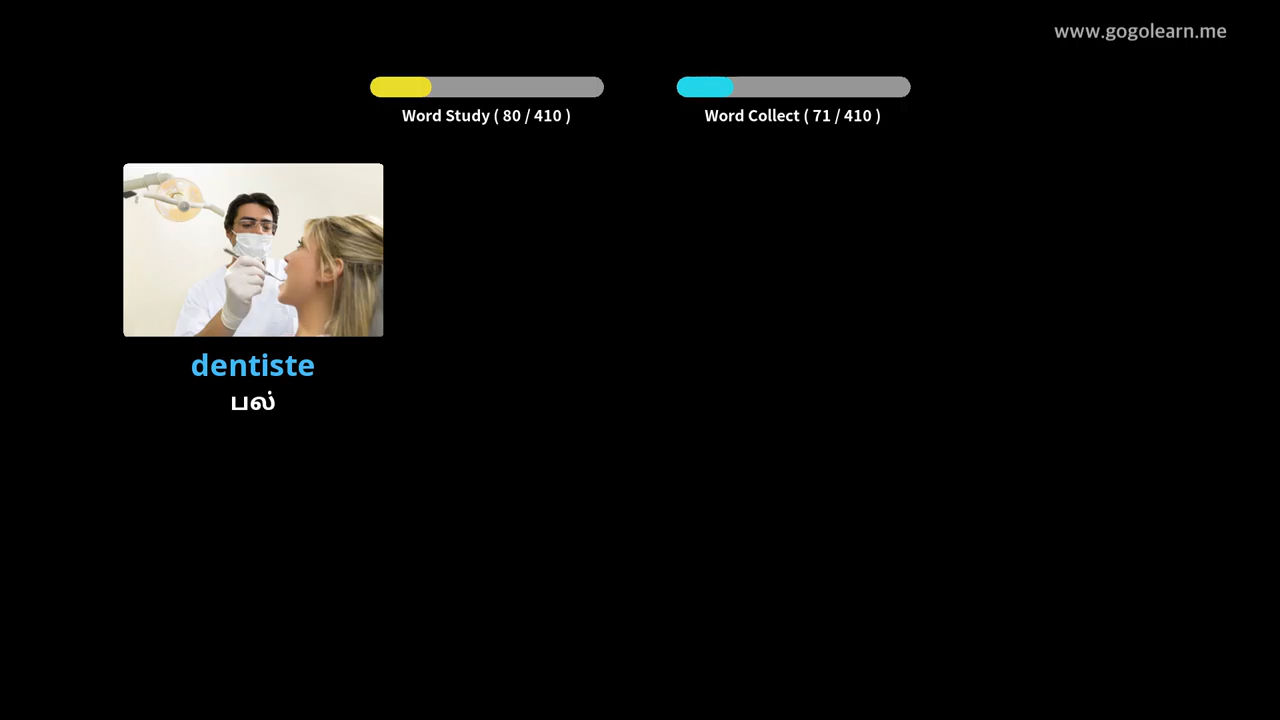 www.gogolearn.me
Word Study ( 80 / 410 )
Word Collect ( 71 / 410 )
dentiste
பல்